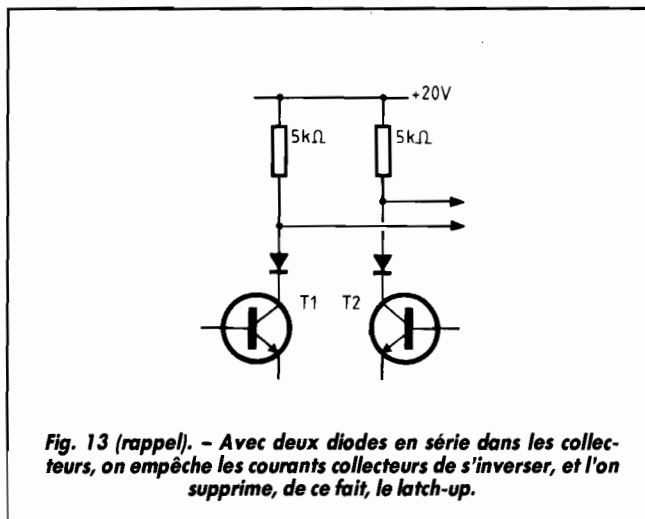 +20V
5kΩ 5kΩ
T1 T2
Fig. 13 (rappel). – Avec deux diodes en série dans les collec-
teurs, on empêche les courants collecteurs de s'inverser, et l'on
supprime, de ce fait, le latch-up.